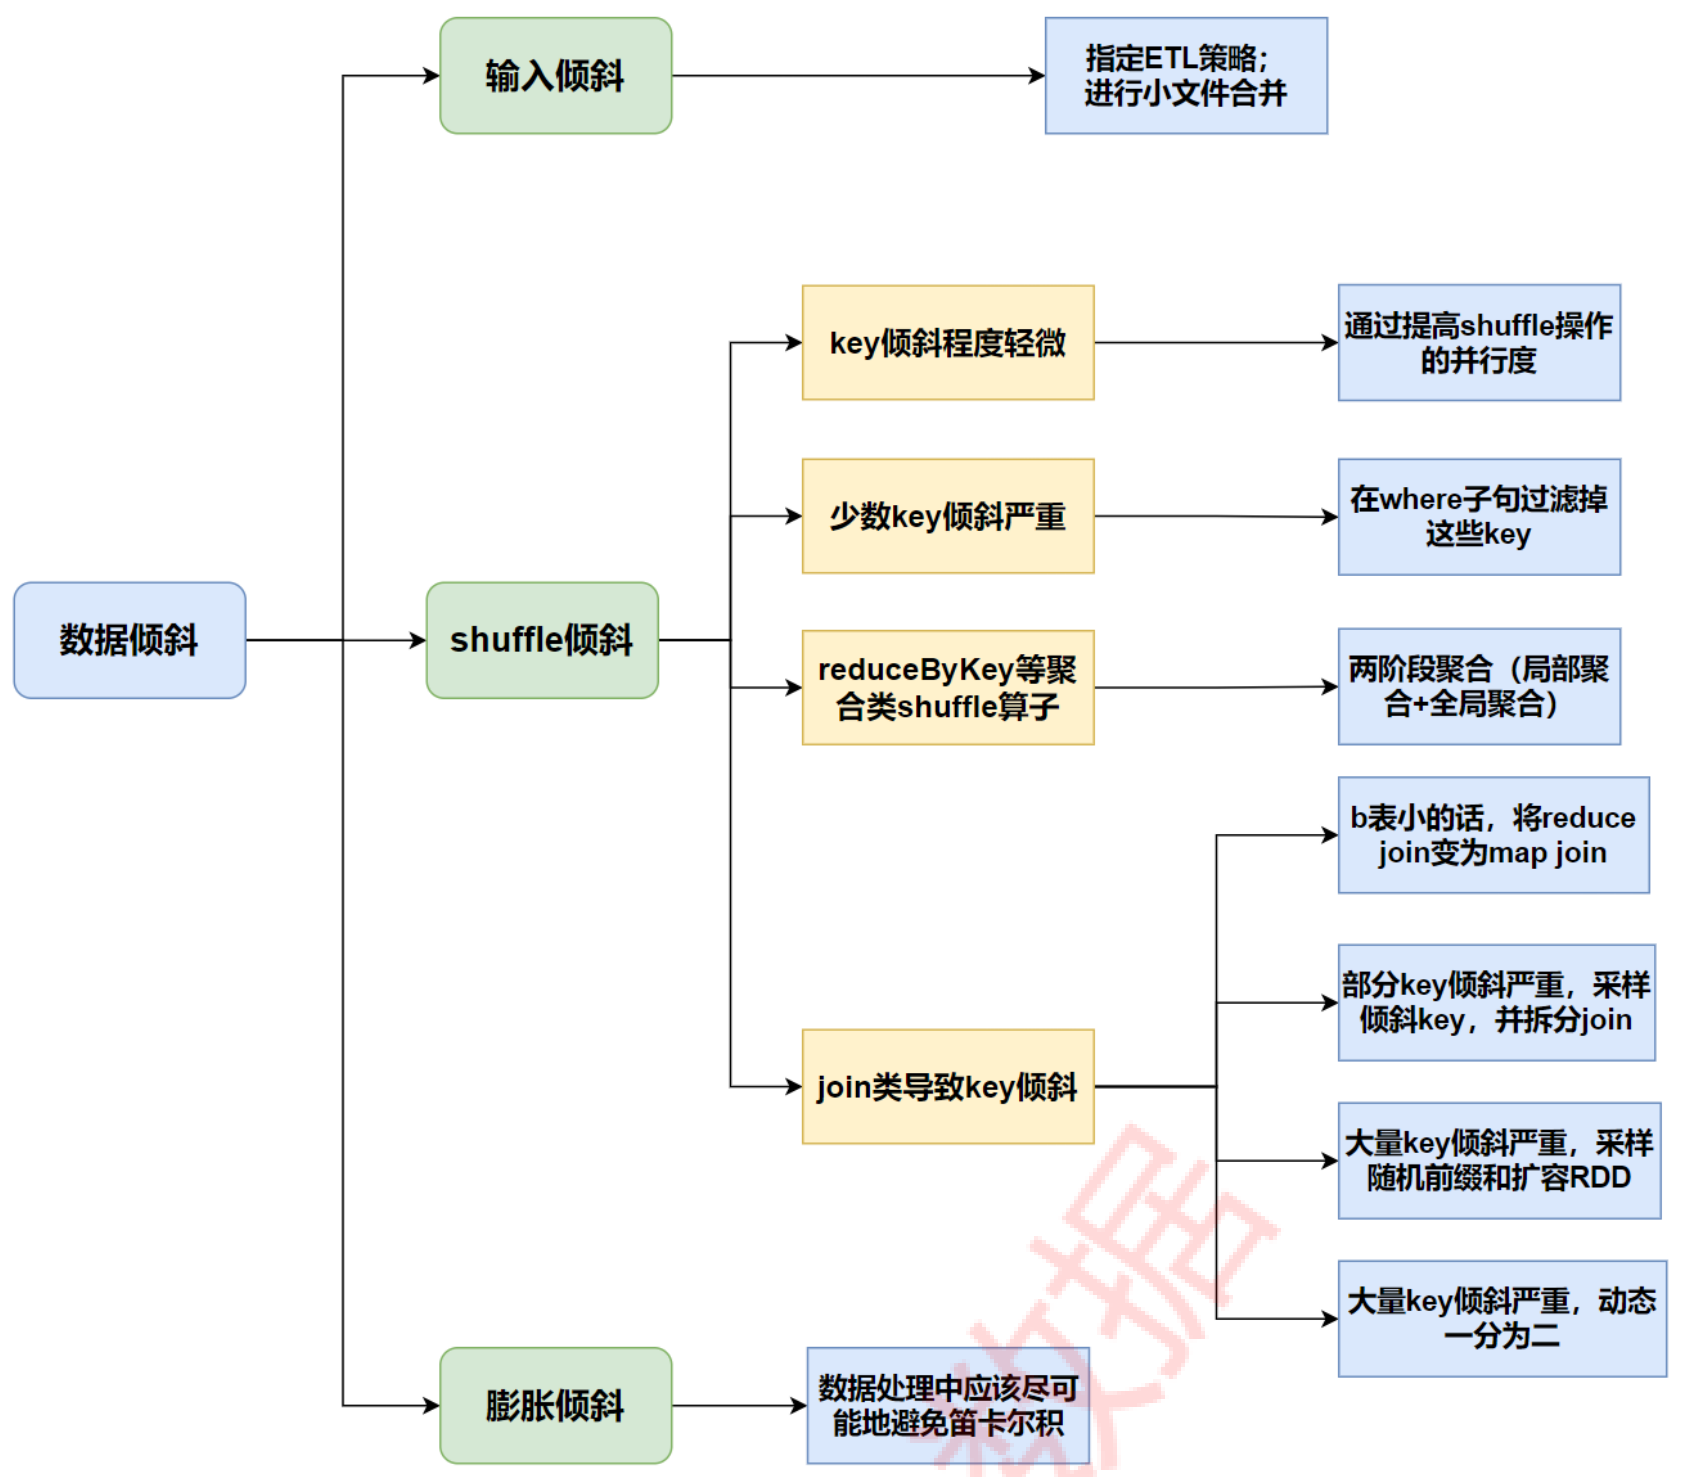 输入倾斜
指定ETL策略；
进行小文件合并
key倾斜程度轻微
通过提高shuffle操作
的并行度
少数key倾斜严重
在where子句过滤掉
这些key
数据倾斜
shuffle倾斜
reduceByKey等聚
合类shuffle算子
两阶段聚合（局部聚
合+全局聚合）
b表小的话，将reduce
join变为map join
部分key倾斜严重，采样
倾斜key，并拆分join
join类导致key倾斜
大量key倾斜严重，采样
随机前缀和扩容RDD
大量key倾斜严重，动态
一分为二
膨胀倾斜
数据处理中应该尽可
能地避免笛卡尔积
数据